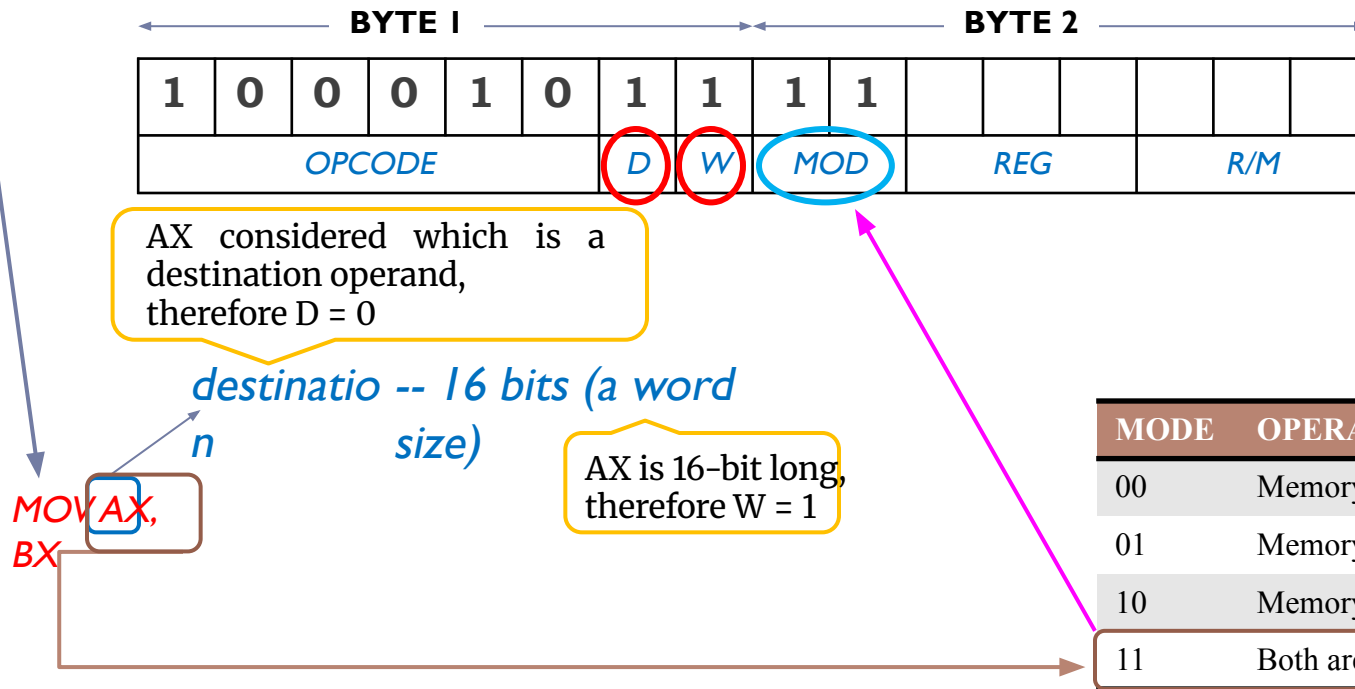 BYTE 1 BYTE 2
1 0 0 0 1 0 1 1 1 1
OPCODE D W MOD REG R/M
AX considered which is a
destination operand,
therefore D = 0
destinatio -- 16 bits (a word
n size)
AX is 16-bit long,
therefore W = 1
MOV AX,
BX
MODE OPERA
00 Memory
01 Memory
10 Memory
11 Both are